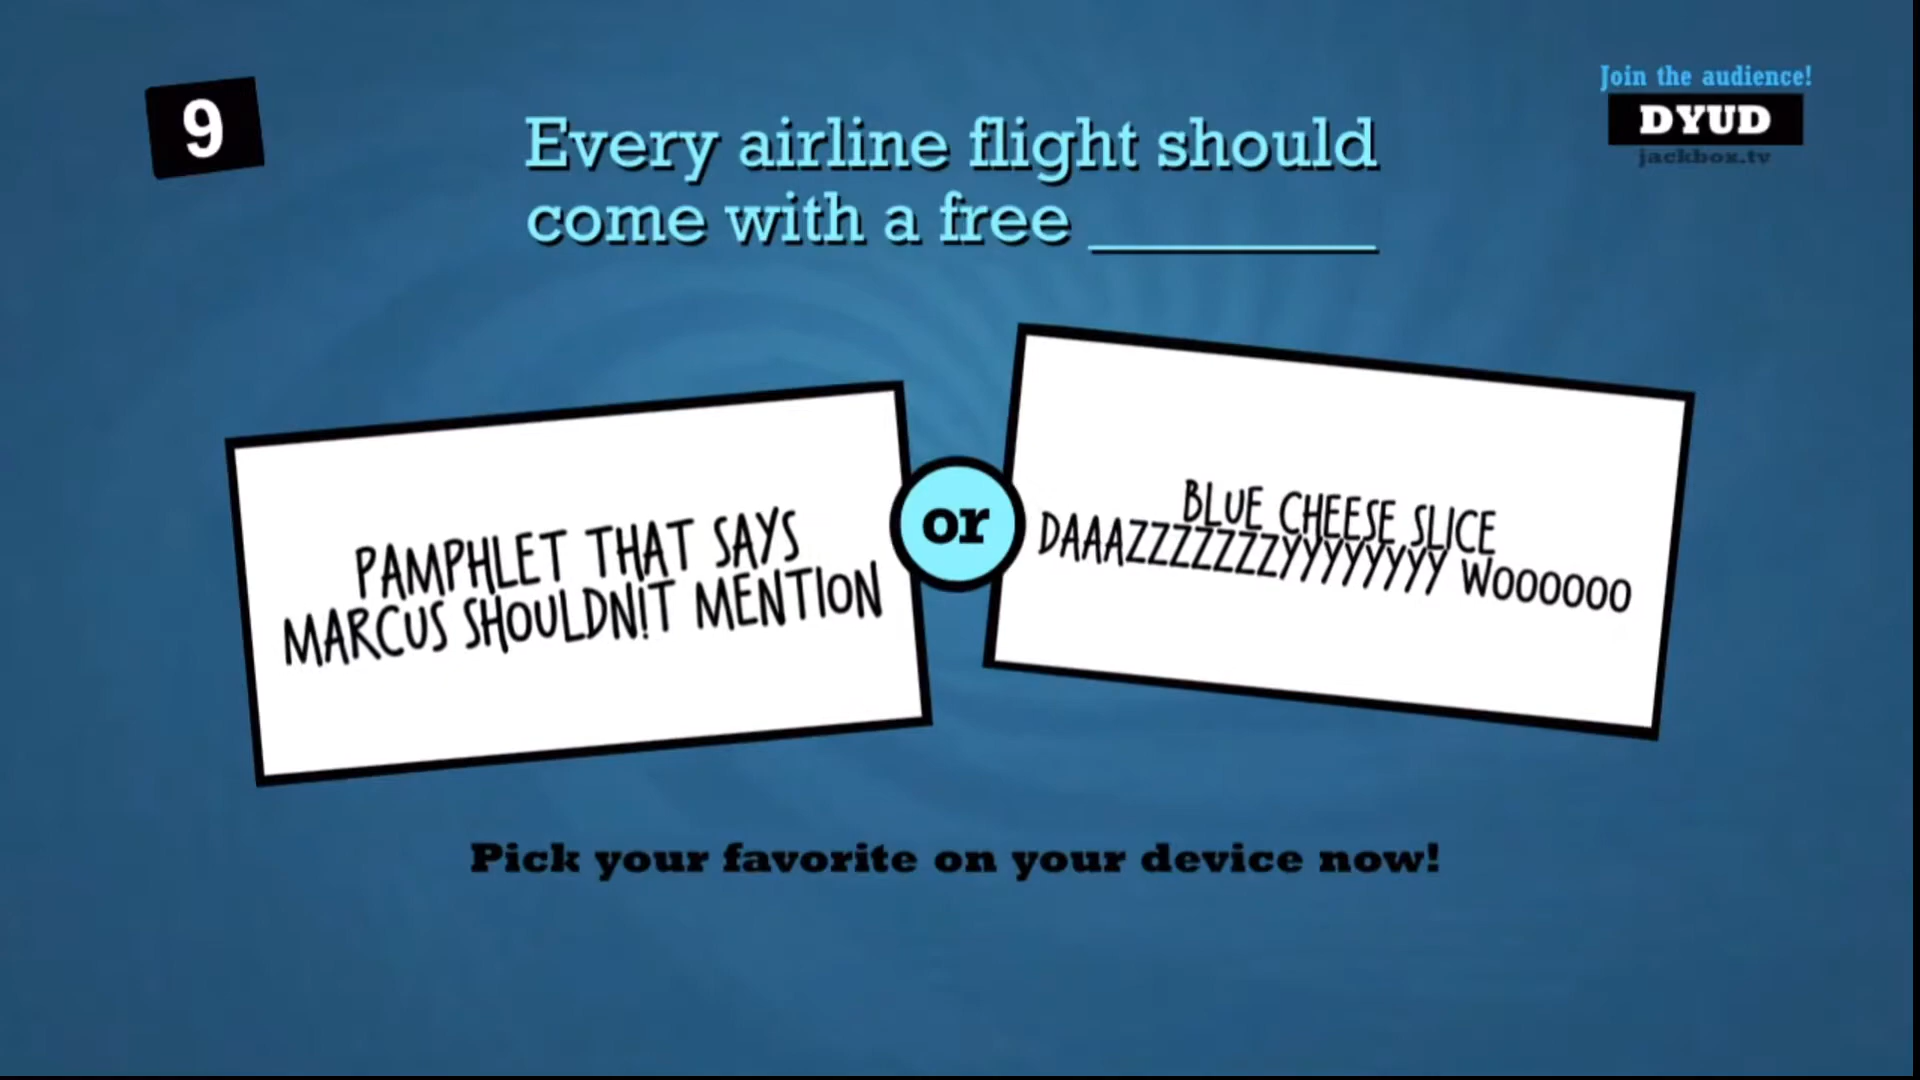 9
Join the audience!
DYUD
jackbox.tv
Every airline flight should
come with a free
PAMPHLET THAT SAYS
MARCUS SHOULDN!T MENTION
or
BLUE CHEESE SLICE
DAAAZZZZZZZYYYYYYYY WOOOOOO
Pick your favorite on your device now!